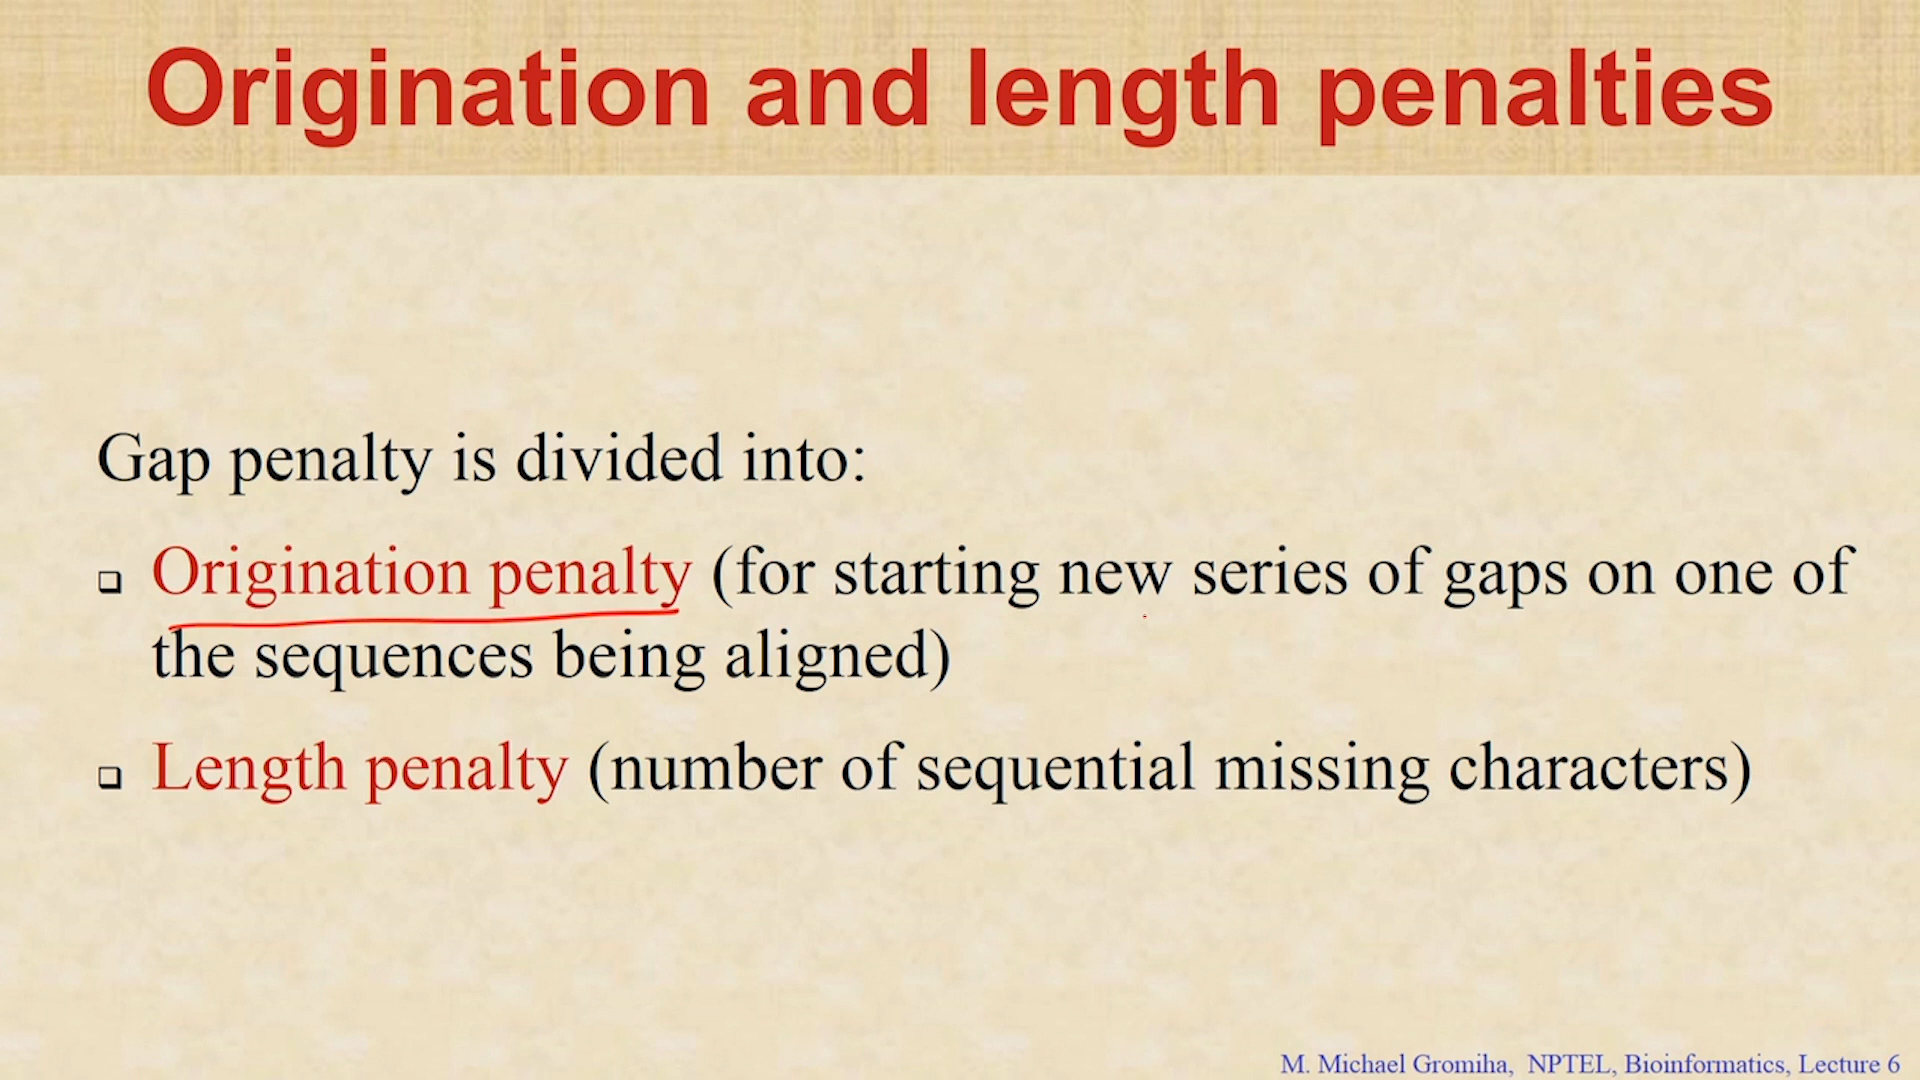 Origination and length penalties
Gap penalty is divided into:
Origination penalty (for starting new series of gaps on one of
the sequences being aligned)
Length penalty (number of sequential missing characters)
M. Michael Gromiha, NPTEL, Bioinformatics, Lecture 6